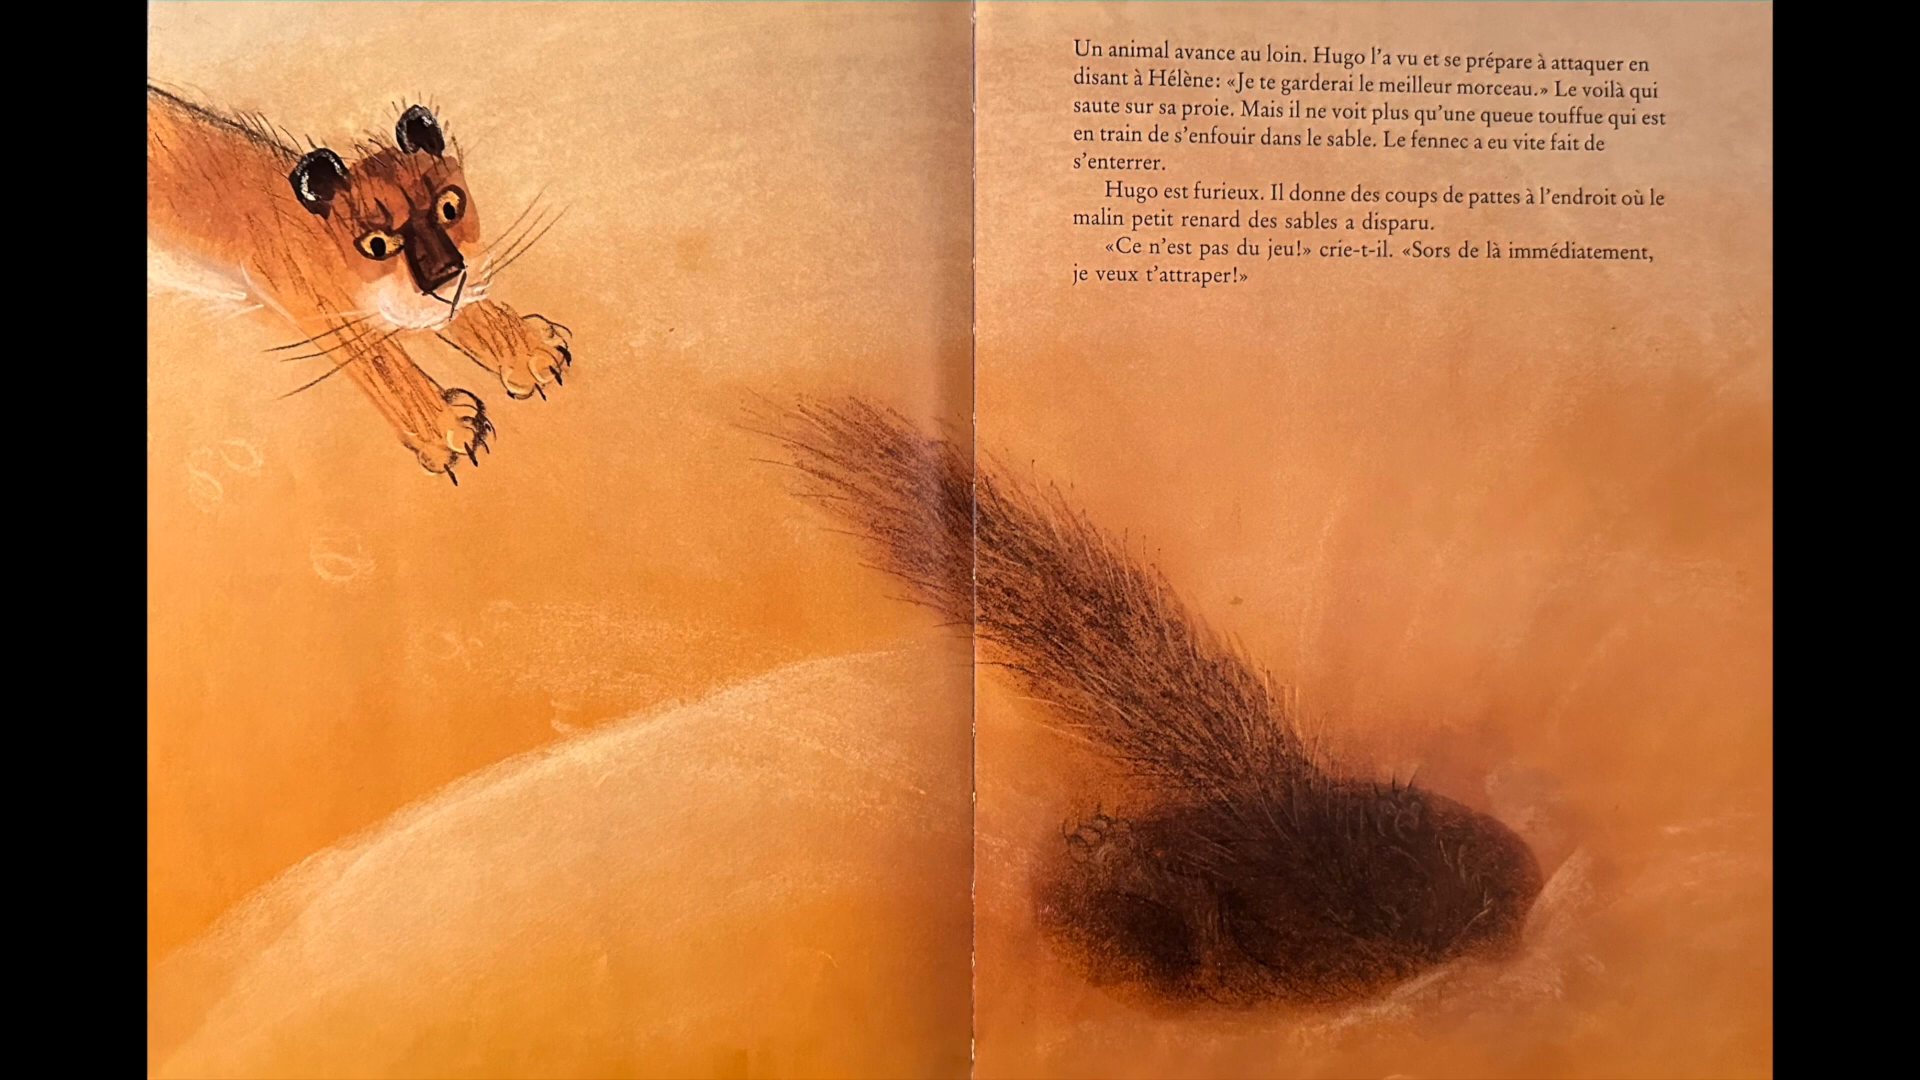 Un animal avance au loin. Hugo l'a vu et se prépare à attaquer en
disant à Hélène: «Je te garderai le meilleur morceau.» Le voilà qui
saute sur sa proie. Mais il ne voit plus qu'une queue touffue qui est
en train de s'enfouir dans le sable. Le fennec a eu vite fait de
s'enterrer.
Hugo est furieux. Il donne des coups de pattes à l'endroit où le
malin petit renard des sables a disparu.
«Ce n'est pas du jeu!» crie-t-il. «Sors de là immédiatement,
je veux t'attraper!»